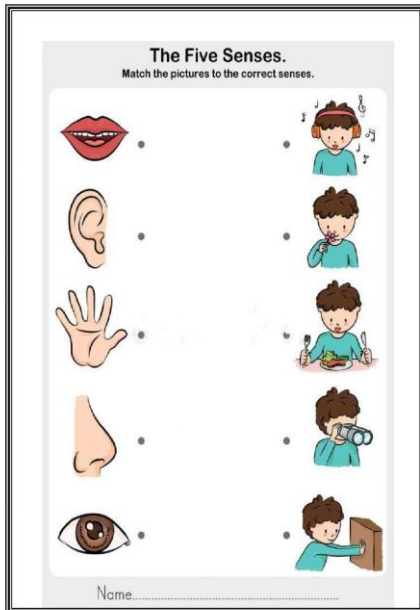 The Five Senses.
Match the pictures to the correct senses.
Name